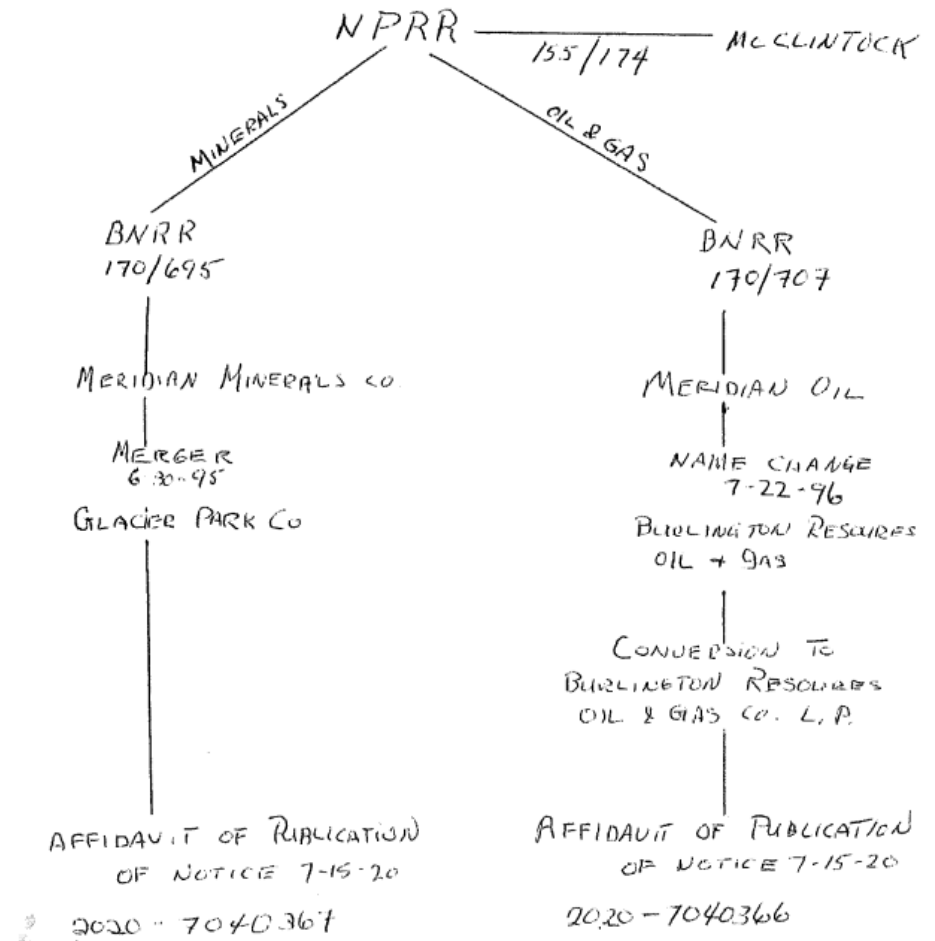 NPRR
155/174
McCLINTOCK
MINERALS
OIL & GAS
BNRR
170/695
MERIDIAN MINERALS CO.
MERGER
6-30-95
GLACIER PARK CO
AFFIDAVIT OF PUBLICATION
OF NOTICE 7-15-20
2020-7040367
BNRR
170/707
MERIDIAN OIL
NAME CHANGE
7-22-96
BURLINGTON RESOURES
OIL + GAS
CONVERSION TO
BURLINGTON RESOURES
OIL & GAS CO. L.P.
AFFIDAVIT OF PUBLICATION
OF NOTICE 7-15-20
2020-7040366